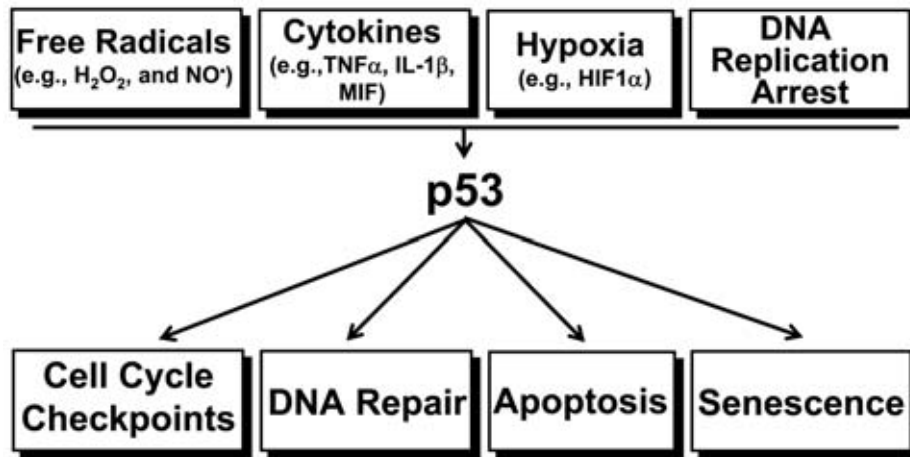 Free Radicals
(e.g., H₂O₂, and NO•)
Cytokines
(e.g.,TNFα, IL-1β,
MIF)
Hypoxia
(e.g., HIF1α)
DNA
Replication
Arrest
p53
Cell Cycle
Checkpoints
DNA Repair
Apoptosis
Senescence